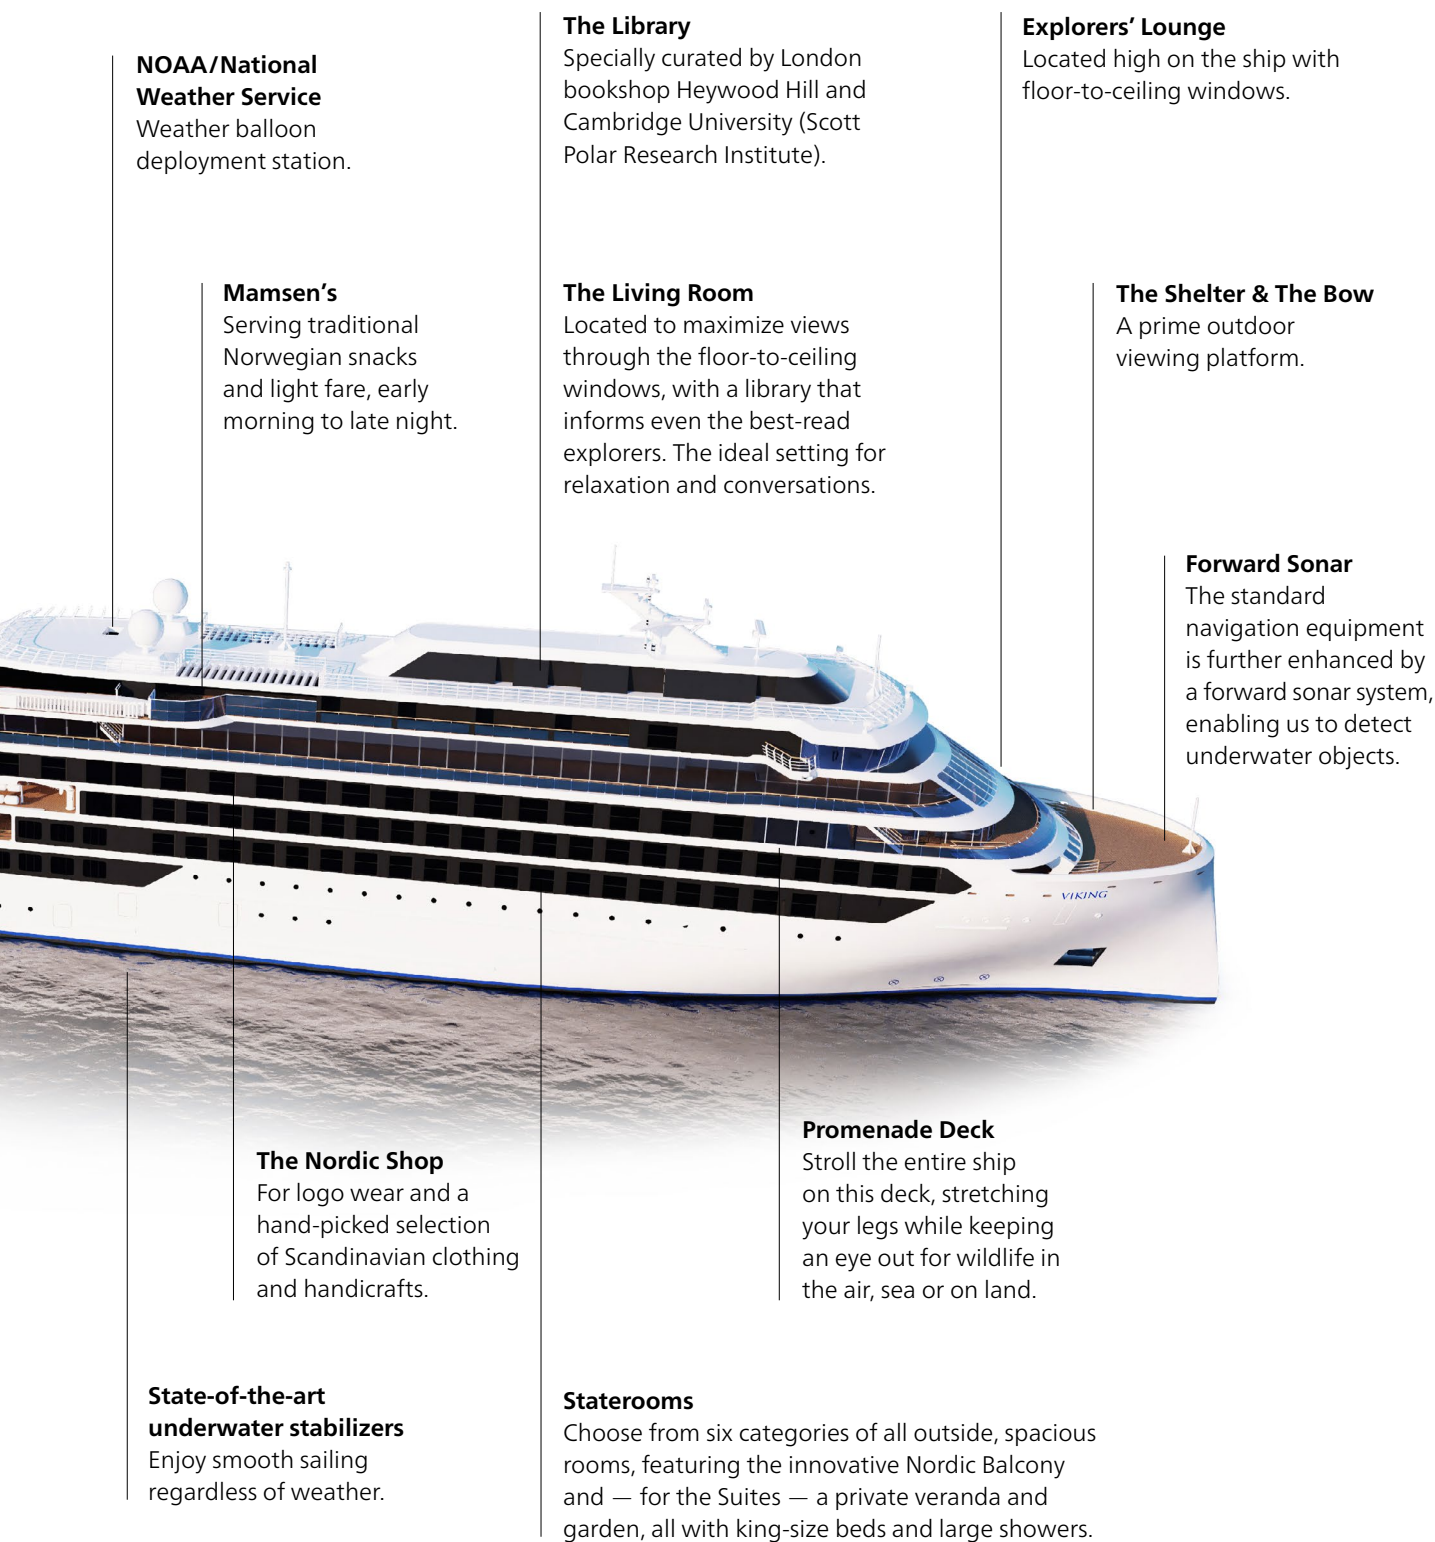 NOAA/National
Weather Service
Weather balloon
deployment station.
The Library
Specially curated by London
bookshop Heywood Hill and
Cambridge University (Scott
Polar Research Institute).
Explorers’ Lounge
Located high on the ship with
floor-to-ceiling windows.
Mamsen’s
Serving traditional
Norwegian snacks
and light fare, early
morning to late night.
The Living Room
Located to maximize views
through the floor-to-ceiling
windows, with a library that
informs even the best-read
explorers. The ideal setting for
relaxation and conversations.
The Shelter & The Bow
A prime outdoor
viewing platform.
Forward Sonar
The standard
navigation equipment
is further enhanced by
a forward sonar system,
enabling us to detect
underwater objects.
VIKING
The Nordic Shop
For logo wear and a
hand-picked selection
of Scandinavian clothing
and handicrafts.
Promenade Deck
Stroll the entire ship
on this deck, stretching
your legs while keeping
an eye out for wildlife in
the air, sea or on land.
State-of-the-art
underwater stabilizers
Enjoy smooth sailing
regardless of weather.
Staterooms
Choose from six categories of all outside, spacious
rooms, featuring the innovative Nordic Balcony
and — for the Suites — a private veranda and
garden, all with king-size beds and large showers.